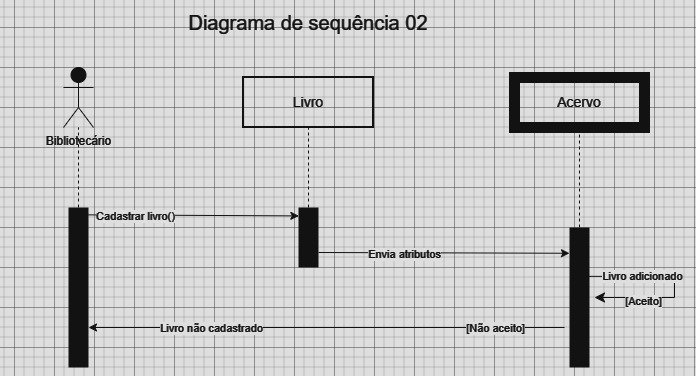 Diagrama de sequência 02
Livro
Acervo
Bibliotecário
Cadastrar livro()
Envia atributos
Livro adicionado
[Aceito]
Livro não cadastrado
[Não aceito]